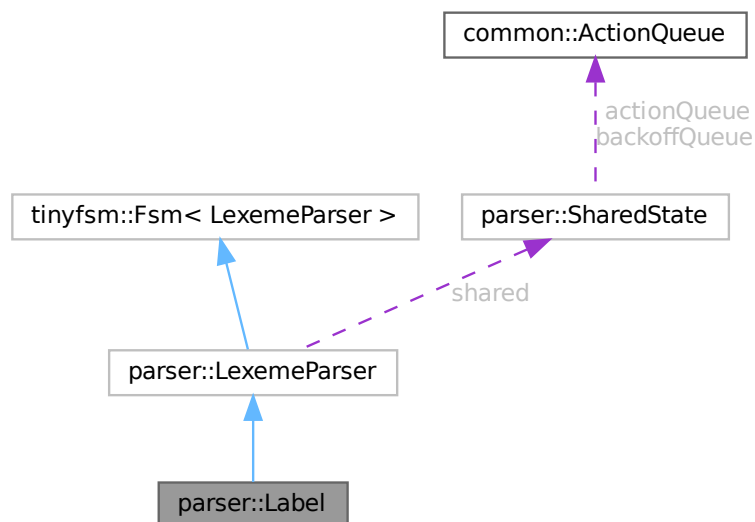 common::ActionQueue
actionQueue
backoffQueue
tinyfsm::Fsm< LexemeParser >
parser::SharedState
shared
parser::LexemeParser
parser::Label